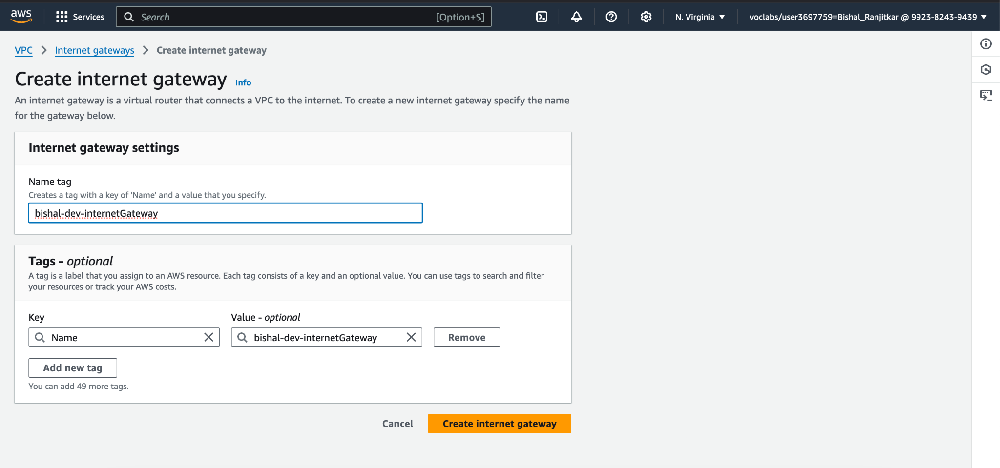 aws
Services
Search
[Option+S]
N. Virginia
voclabs/user3697759=Bishal_Ranjitkar @ 9923-8243-9439
VPC
Internet gateways
Create internet gateway
Create internet gateway
Info
An internet gateway is a virtual router that connects a VPC to the internet. To create a new internet gateway specify the name
for the gateway below.
Internet gateway settings
Name tag
Creates a tag with a key of 'Name' and a value that you specify.
bishal-dev-internetGateway
Tags - optional
A tag is a label that you assign to an AWS resource. Each tag consists of a key and an optional value. You can use tags to search and filter
your resources or track your AWS costs.
Key
Value - optional
Name
bishal-dev-internetGateway
Remove
Add new tag
You can add 49 more tags.
Cancel
Create internet gateway